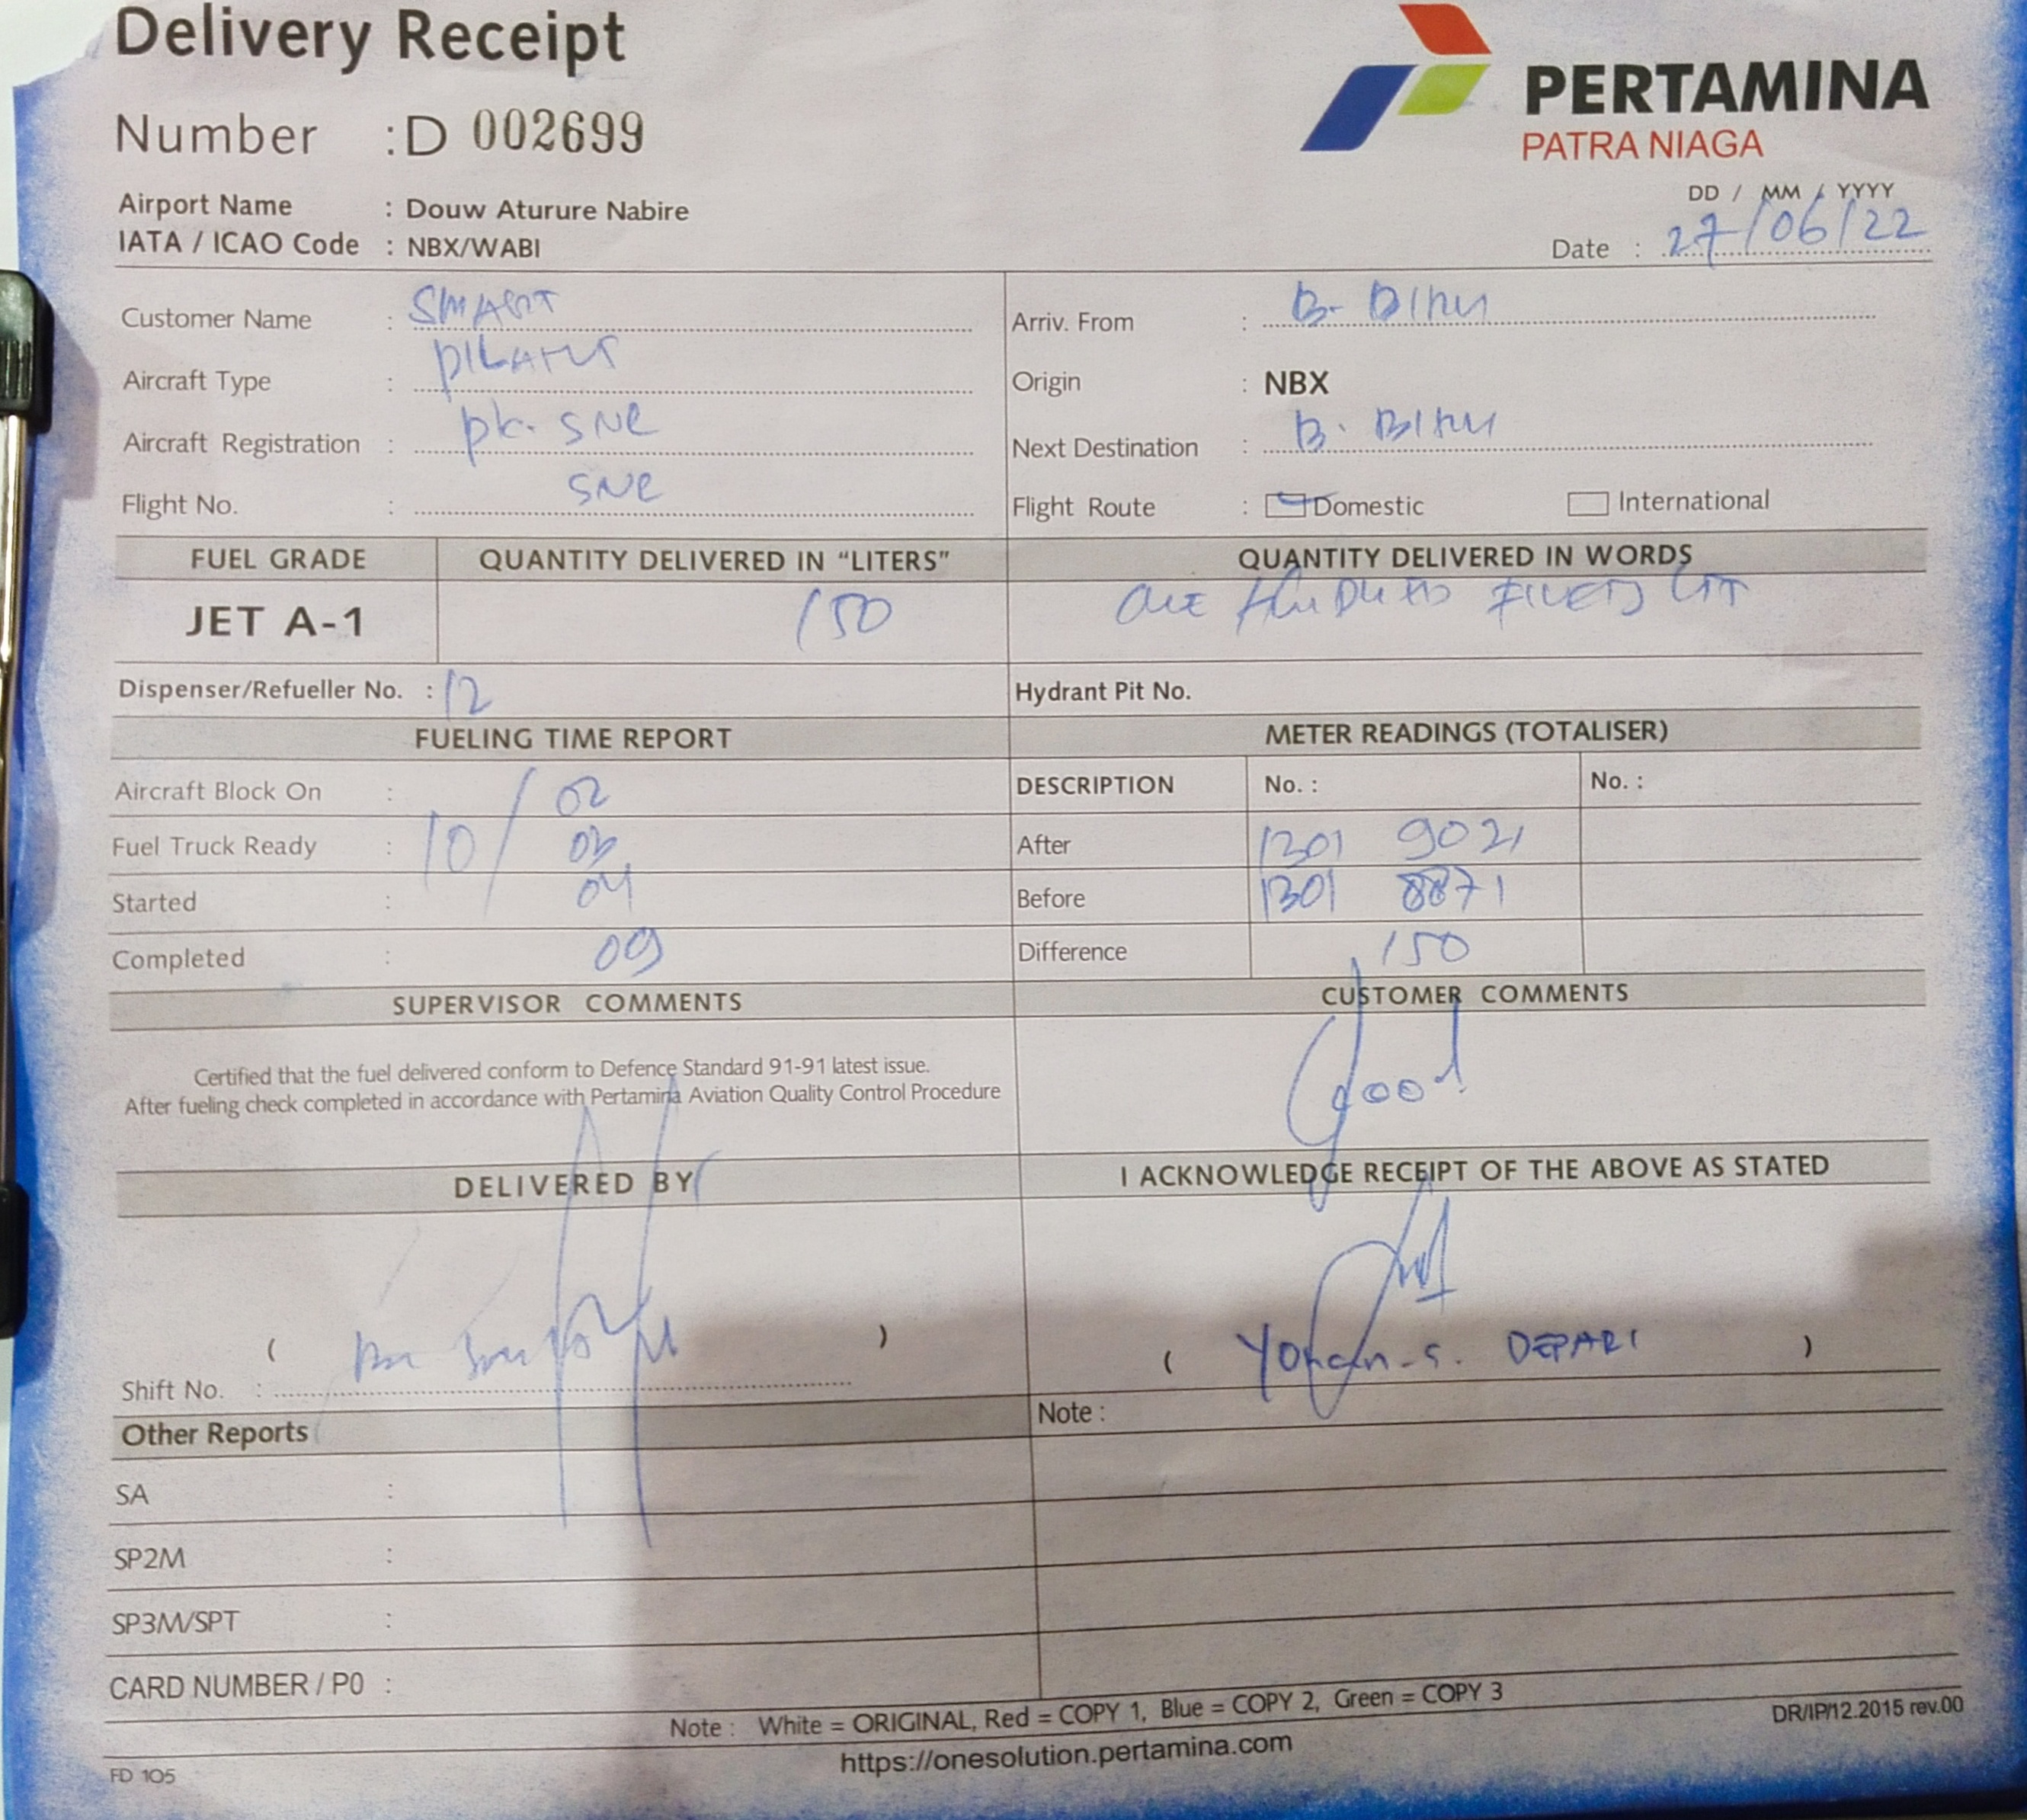 Delivery Receipt
PERTAMINA
PATRA NIAGA
Number : D 002699
Airport Name : Douw Aturure Nabire
IATA / ICAO Code : NBX/WABI
DD / MM / YYYY
Date : 27/06/22
Customer Name : SMART
Arriv. From : B.
Aircraft Type : PILATUS
Origin : NBX
Aircraft Registration : PK. SNR
Next Destination : B.
Flight No. : SNR
Flight Route : Domestic International
FUEL GRADE QUANTITY DELIVERED IN "LITERS" QUANTITY DELIVERED IN WORDS
JET A-1 150 ONE
Dispenser/Refueller No. : 12 Hydrant Pit No.
FUELING TIME REPORT METER READINGS (TOTALISER)
Aircraft Block On : 02 DESCRIPTION No. : No. :
Fuel Truck Ready : 10 / After 1301 9021
Started : 04 Before 1301 8871
Completed : 09 Difference 150
SUPERVISOR COMMENTS CUSTOMER COMMENTS
Certified that the fuel delivered conform to Defence Standard 91-91 latest issue.
After fueling check completed in accordance with Pertamina Aviation Quality Control Procedure
Good
DELIVERED BY I ACKNOWLEDGE RECEIPT OF THE ABOVE AS STATED
( )
( Yohan-S. DEPARI )
Shift No. :
Other Reports Note :
SA :
SP2M :
SP3M/SPT :
CARD NUMBER / P0 :
Note : White = ORIGINAL, Red = COPY 1, Blue = COPY 2, Green = COPY 3
DR/IP/12.2015 rev.00
https://onesolution.pertamina.com
FD 105